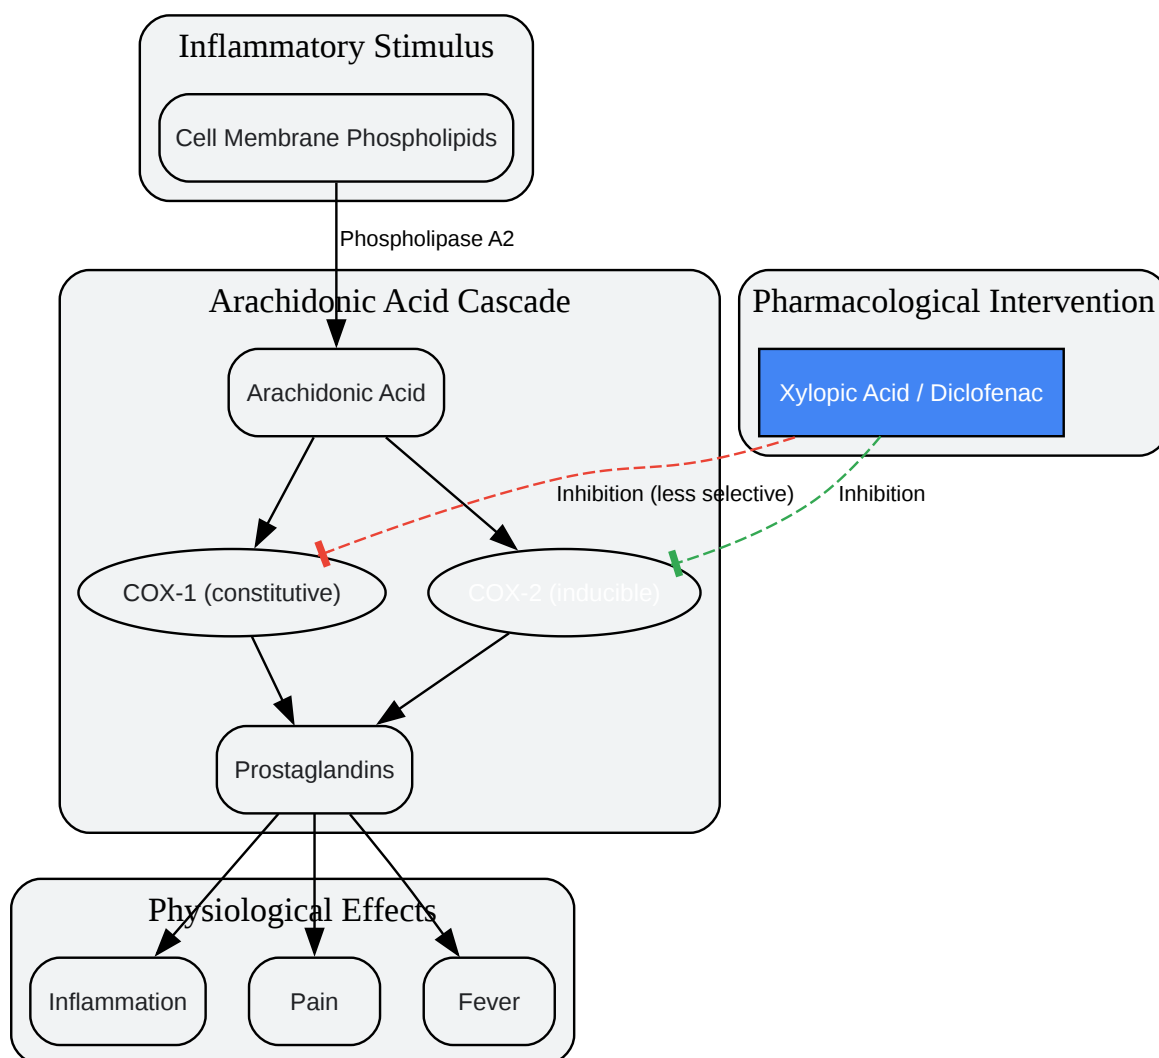 Inflammatory Stimulus
Cell Membrane Phospholipids
Phospholipase A2
Arachidonic Acid Cascade
Pharmacological Intervention
Arachidonic Acid
Xylopic Acid / Diclofenac
Inhibition (less selective)
Inhibition
COX-1 (constitutive)
COX-2 (inducible)
Prostaglandins
Physiological Effects
Inflammation
Pain
Fever